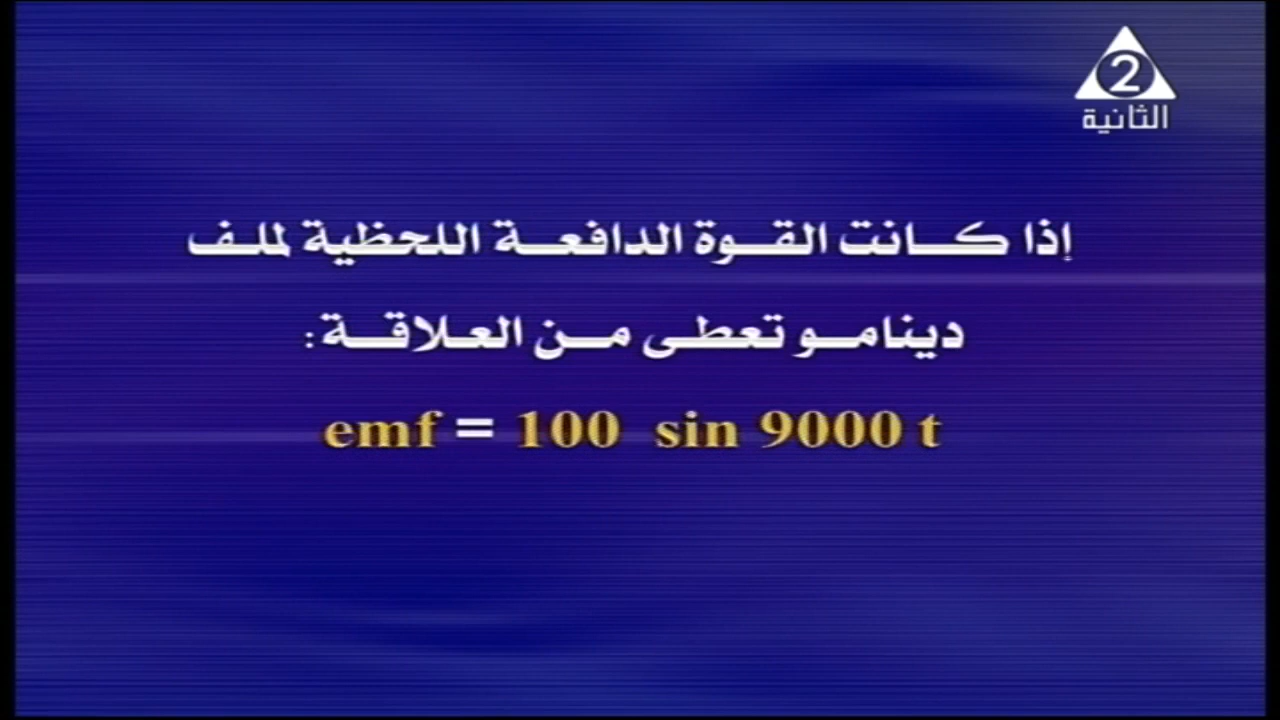 2
الثانية
إذا كانت القوة الدافعة اللحظية لملف
دينامو تعطى من العلاقة :
emf = 100 sin 9000 t